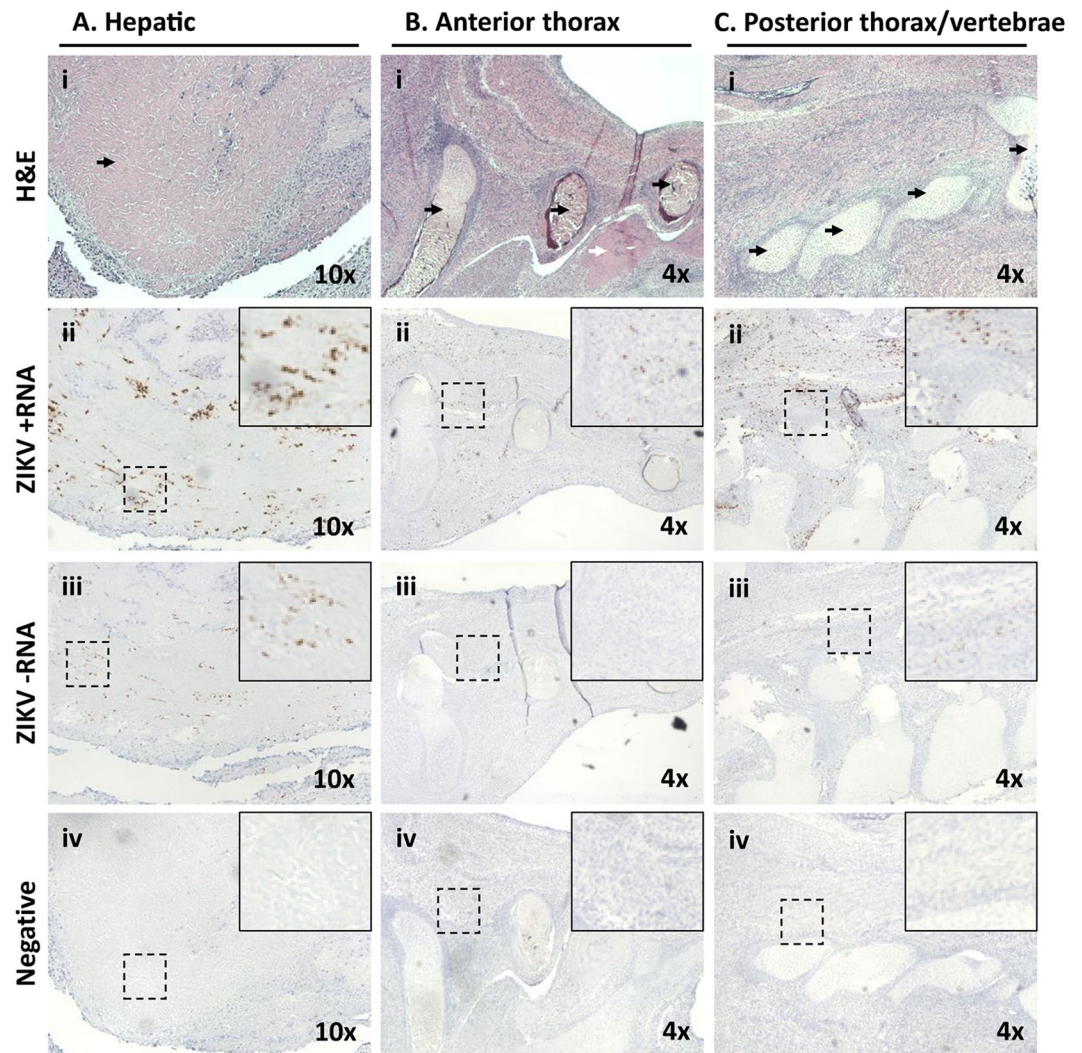 A. Hepatic
B. Anterior thorax
C. Posterior thorax/vertebrae
H&E
i
10x
i
4x
i
4x
ZIKV +RNA
ii
10x
ii
4x
ii
4x
ZIKV -RNA
iii
10x
iii
4x
iii
4x
Negative
iv
10x
iv
4x
iv
4x